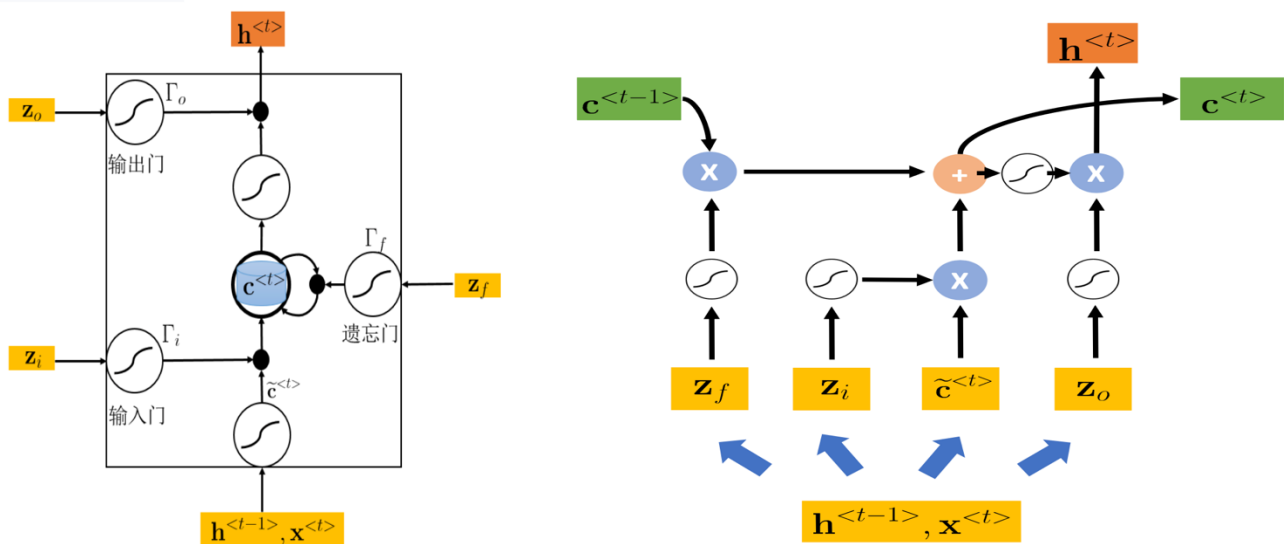 h^{<t>}
z_o
Γ_o
输出门
Γ_f
c^{<t>}
z_f
遗忘门
Γ_i
z_i
输入门
c̃^{<t>}
h^{<t-1>}, x^{<t>}
h^{<t>}
c^{<t-1>}
c^{<t>}
X
+
X
X
z_f
z_i
c̃^{<t>}
z_o
h^{<t-1>}, x^{<t>}